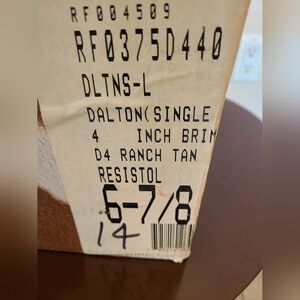 RF004509
RF0375D440
DLTNS-L
DALTON(SINGLE
4 INCH BRIM
D4 RANCH TAN
RESISTOL
6-7/8
14